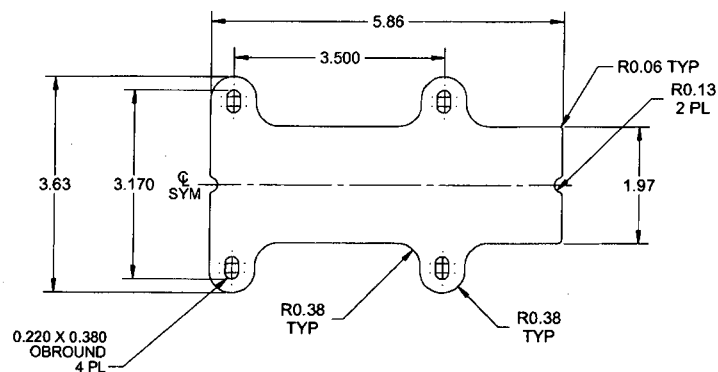 5.86
3.500
R0.06 TYP
R0.13
2 PL
3.63
3.170
℄
SYM
1.97
R0.38
TYP
R0.38
TYP
0.220 X 0.380
OBROUND
4 PL